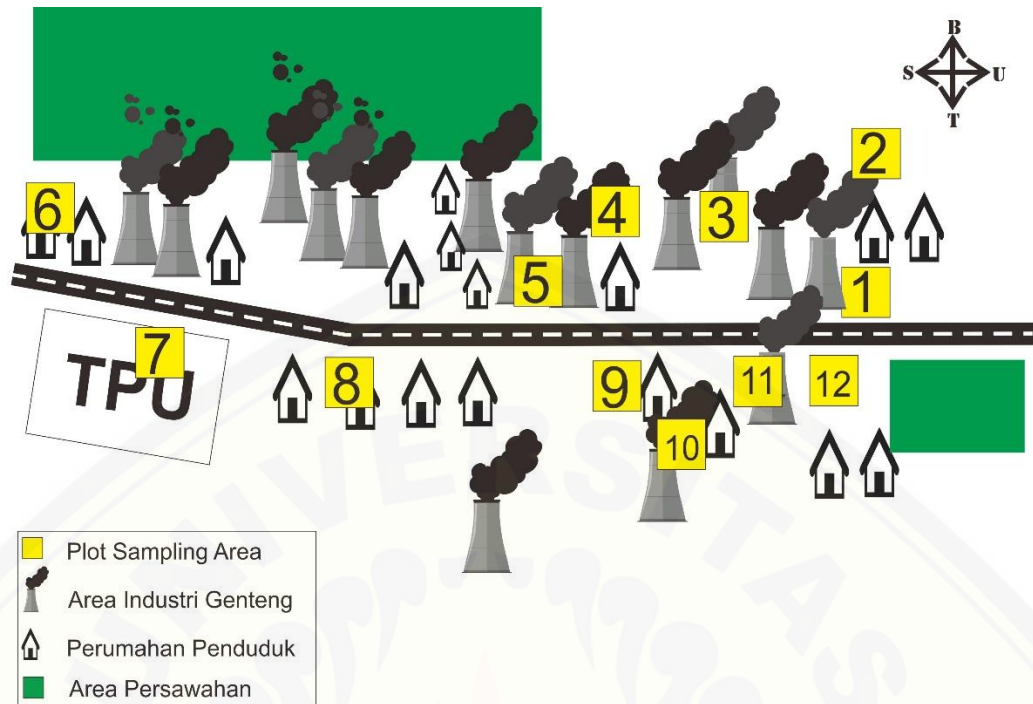 B
S U
T
2
6
4
3
5
1
7
TPU
8
9
11
12
10
Plot Sampling Area
Area Industri Genteng
Perumahan Penduduk
Area Persawahan
UNIVERSITAS